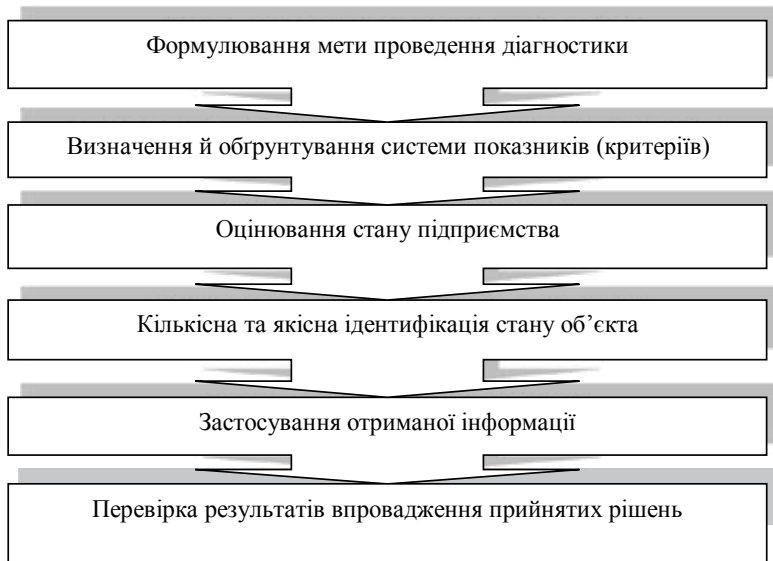 Формулювання мети проведення діагностики
Визначення й обґрунтування системи показників (критеріїв)
Оцінювання стану підприємства
Кількісна та якісна ідентифікація стану об’єкта
Застосування отриманої інформації
Перевірка результатів впровадження прийнятих рішень